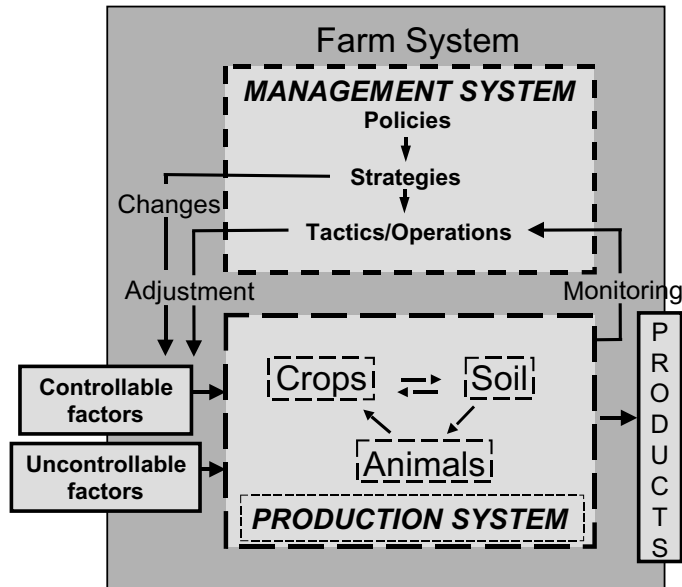 Farm System
MANAGEMENT SYSTEM
Policies
Strategies
Changes
Tactics/Operations
Adjustment
Monitoring
Controllable
factors
Uncontrollable
factors
Crops
Soil
Animals
PRODUCTION SYSTEM
PRODUCTS